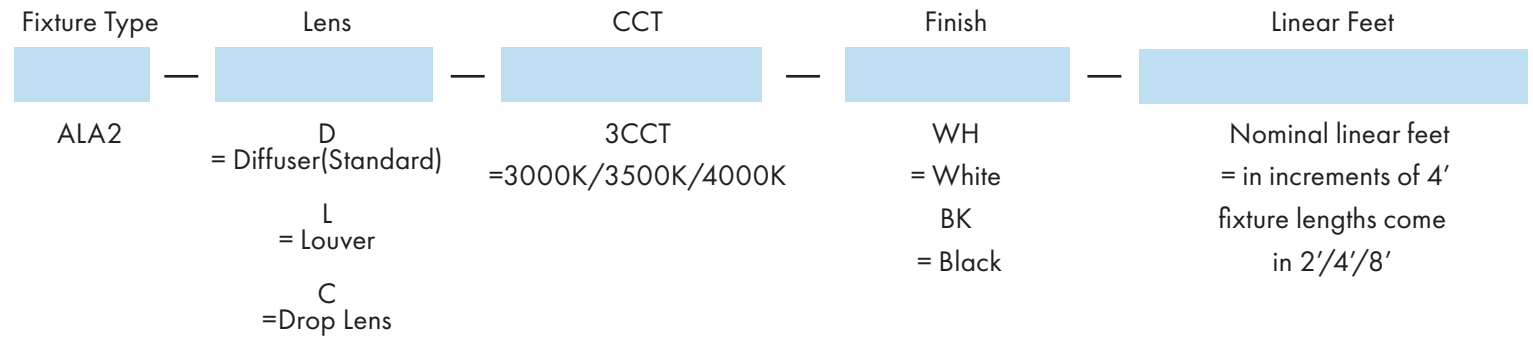 Fixture Type
Lens
CCT
Finish
Linear Feet
— — — —
ALA2
D
= Diffuser(Standard)
L
= Louver
C
=Drop Lens
3CCT
=3000K/3500K/4000K
WH
= White
BK
= Black
Nominal linear feet
= in increments of 4’
fixture lengths come
in 2’/4’/8’